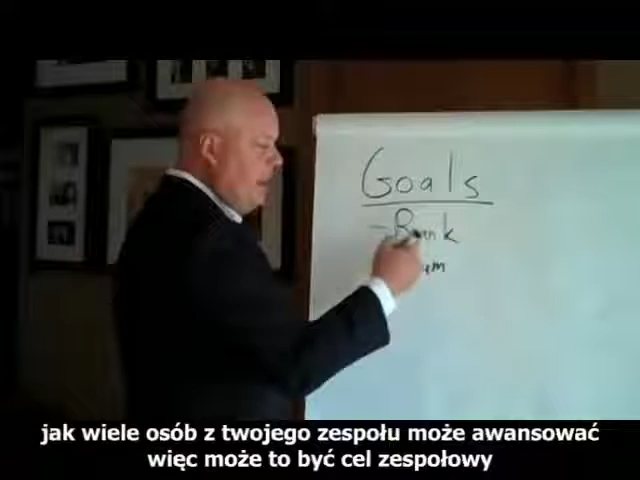 Goals
- Rank
jak wiele osób z twojego zespołu może awansować
więc może to być cel zespołowy